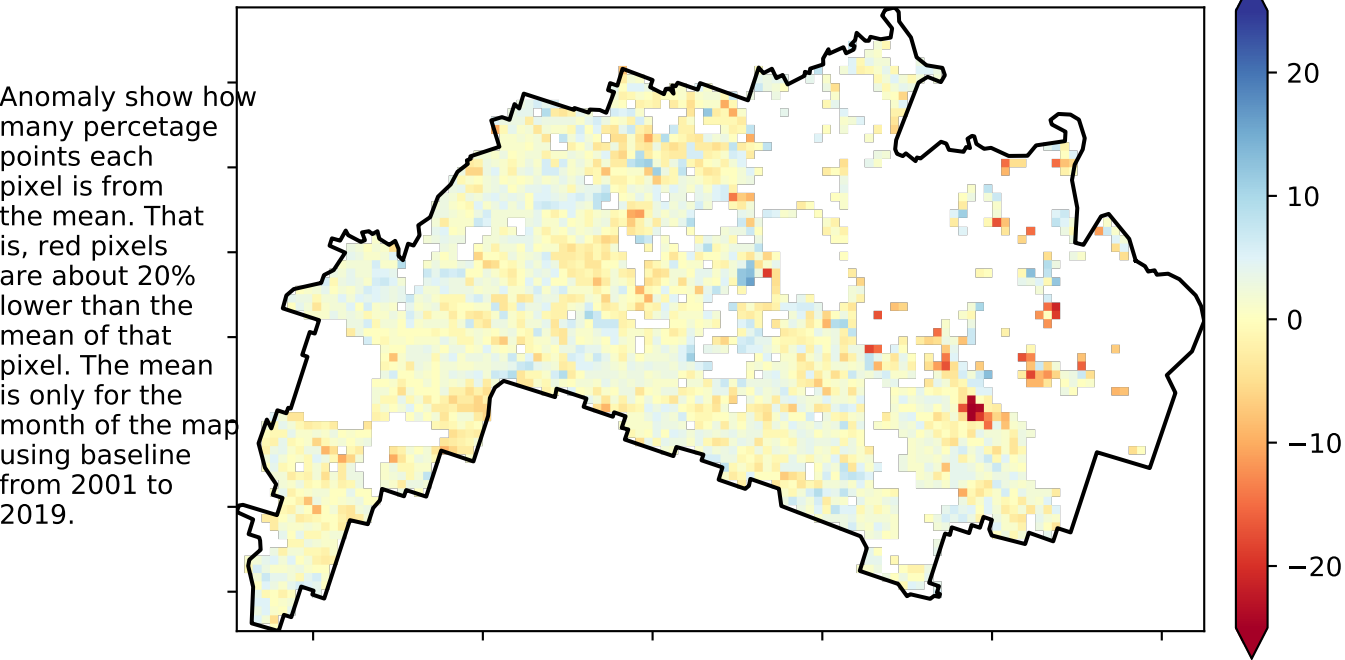 Anomaly show how
many percetage
points each
pixel is from
the mean. That
is, red pixels
are about 20%
lower than the
mean of that
pixel. The mean
is only for the
month of the map
using baseline
from 2001 to
2019.
20
10
0
−10
−20